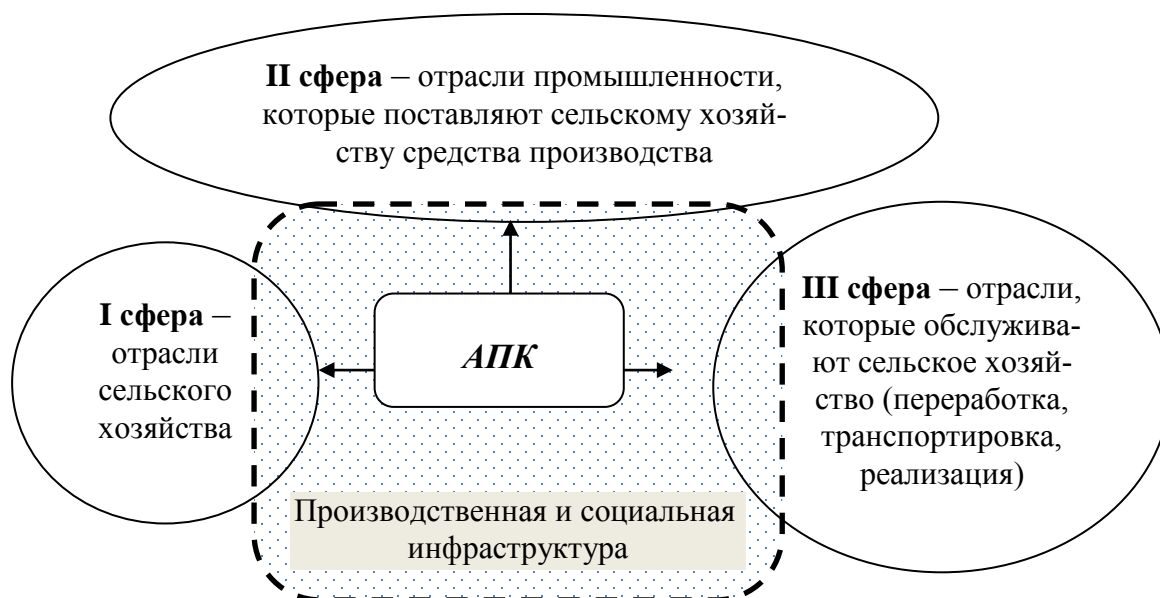 II сфера – отрасли промышленности,
которые поставляют сельскому хозяй-
ству средства производства
I сфера –
отрасли
сельского
хозяйства
АПК
III сфера – отрасли,
которые обслужива-
ют сельское хозяй-
ство (переработка,
транспортировка,
реализация)
Производственная и социальная
инфраструктура